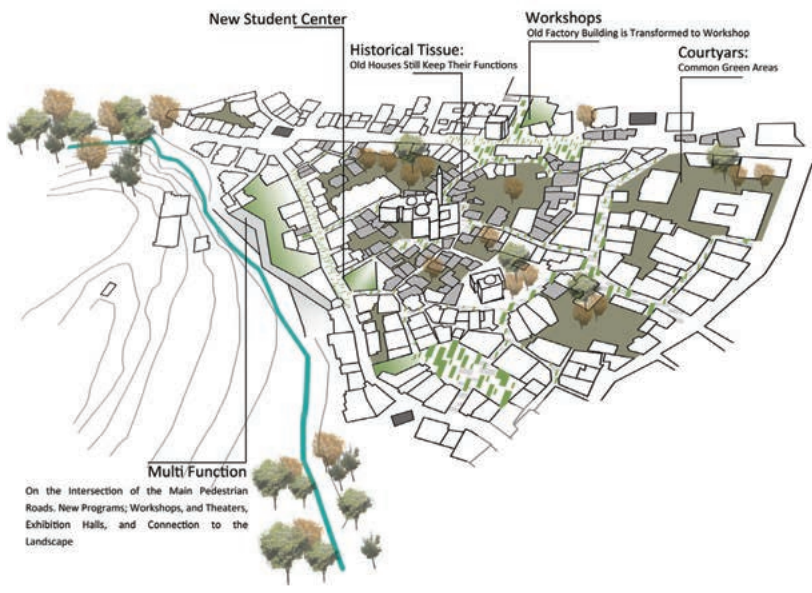 New Student Center
Workshops
Old Factory Building is Transformed to Workshop
Historical Tissue:
Old Houses Still Keep Their Functions
Courtyars:
Common Green Areas
Multi Function
On the Intersection of the Main Pedestrian
Roads. New Programs; Workshops, and Theaters,
Exhibition Halls, and Connection to the
Landscape